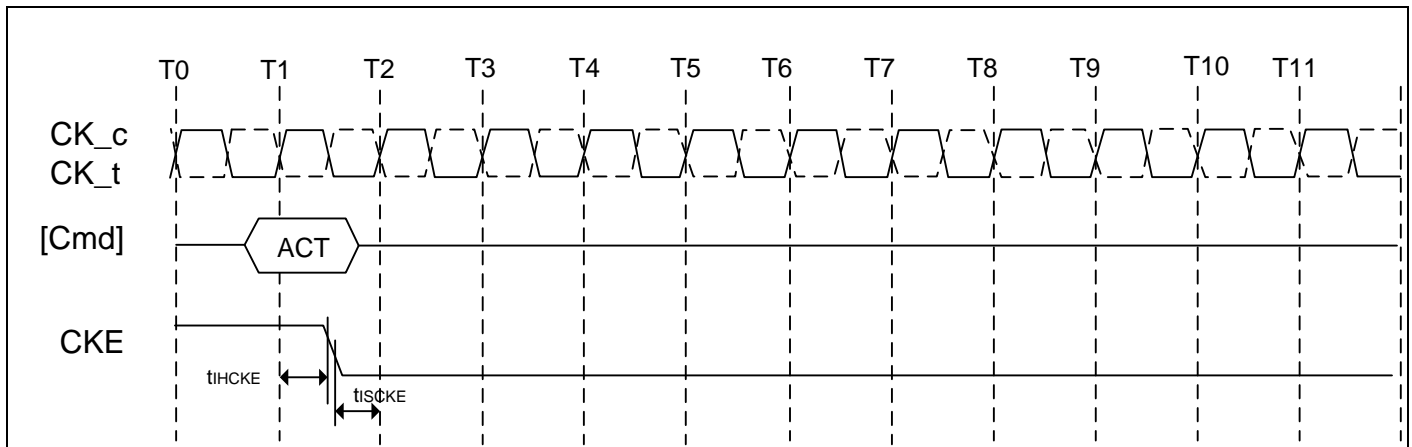 T0 T1 T2 T3 T4 T5 T6 T7 T8 T9 T10 T11
CK_c
CK_t
[Cmd] ACT
CKE
tIHCKE
tISCKE